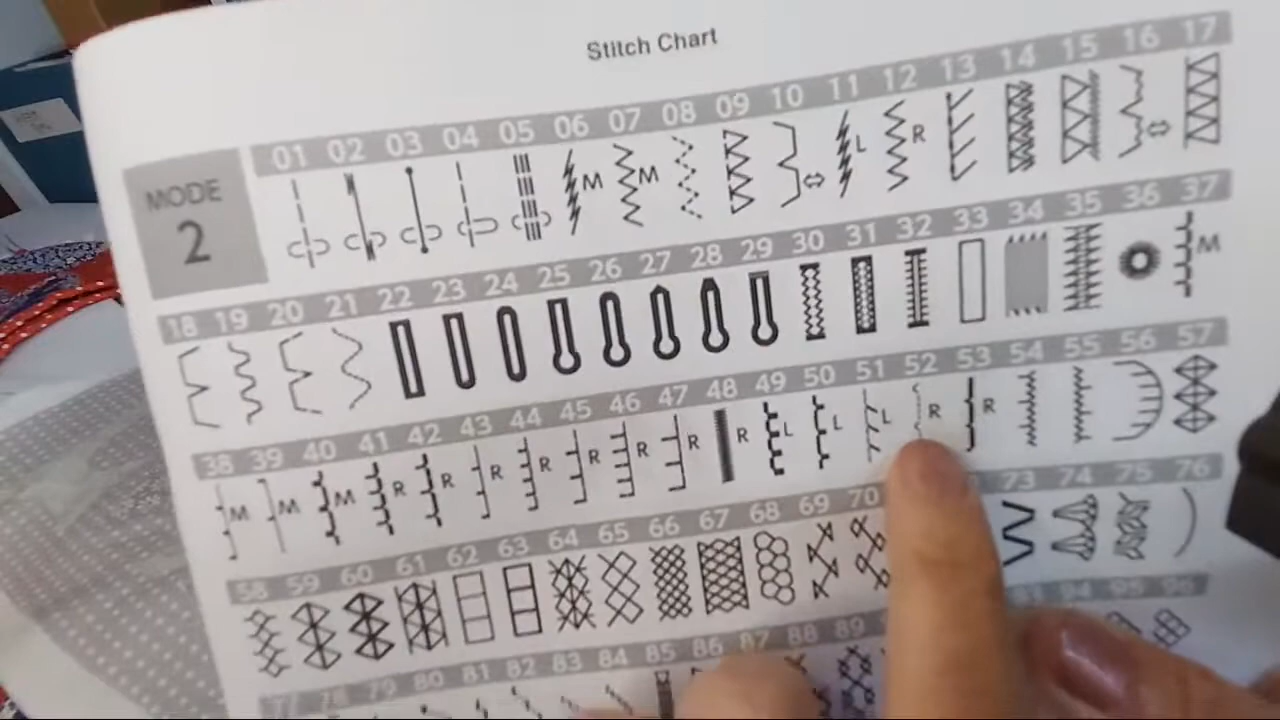 Stitch Chart
01 02 03 04 05 06 07 08 09 10 11 12 13 14 15 16 17
MODE
2
M M L R
18 19 20 21 22 23 24 25 26 27 28 29 30 31 32 33 34 35 36 37
M
38 39 40 41 42 43 44 45 46 47 48 49 50 51 52 53 54 55 56 57
M M M R R R R R R R R L L L R R
58 59 60 61 62 63 64 65 66 67 68 69 70 73 74 75 76
77 78 79 80 81 82 83 84 85 86 87 88 89 94 95 96